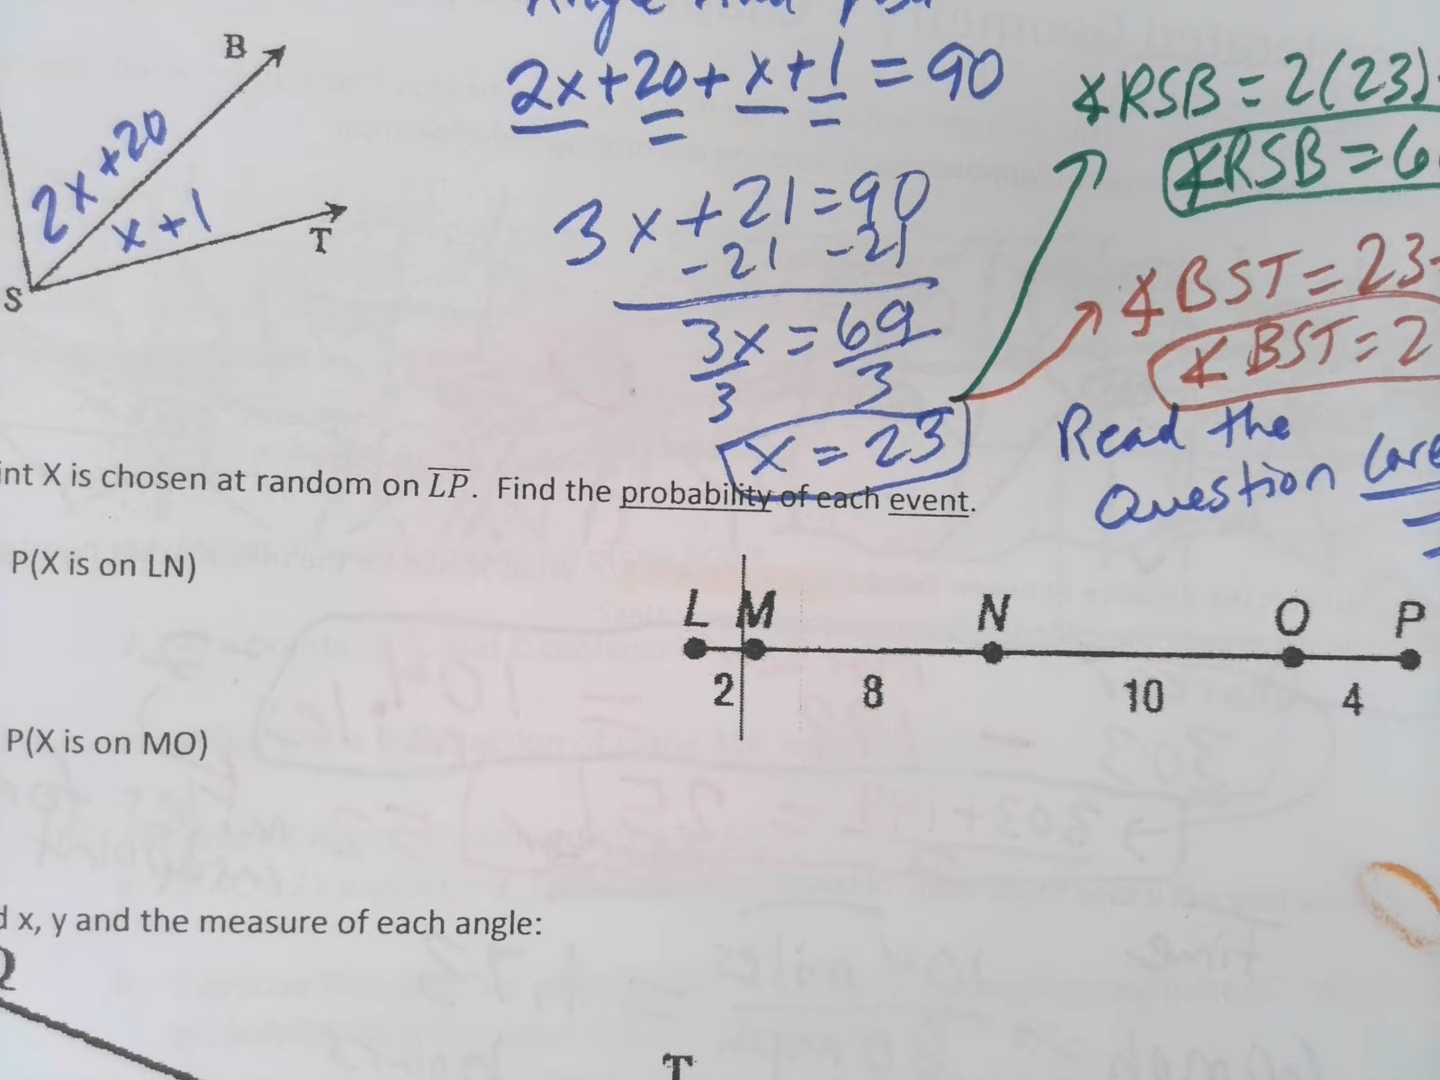 B
2x+20
x+1
T
S
2x+20+x+1=90
3x+21=90
-21 -21
3x=69
3 3
x=23
∡RSB=2(23)
∡RSB=6
∡BST=23
∡BST=2
Read the
Question
int X is chosen at random on LP. Find the probability of each event.
P(X is on LN)
L M N O P
2 8 10 4
P(X is on MO)
x, y and the measure of each angle:
T